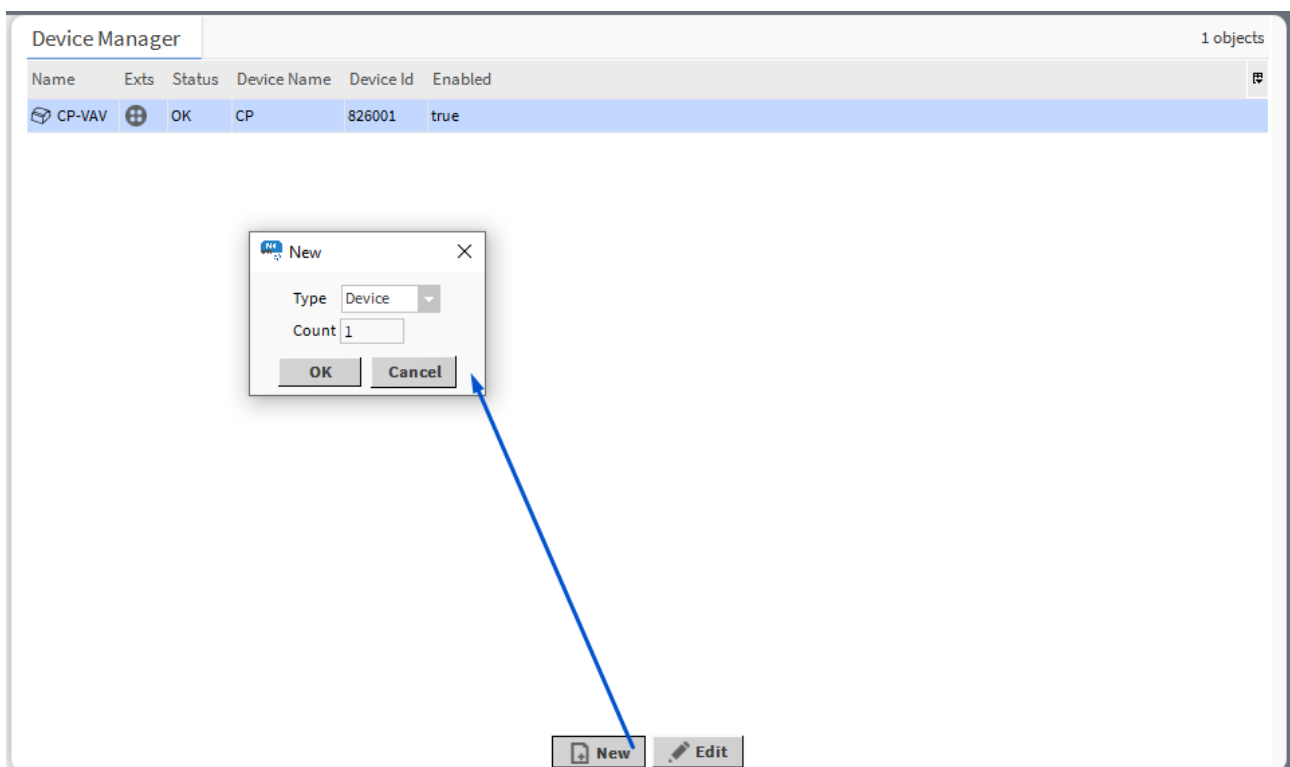 Device Manager 1 objects
Name Exts Status Device Name Device Id Enabled
CP-VAV OK CP 826001 true
N4 New
Type Device
Count 1
OK Cancel
New Edit